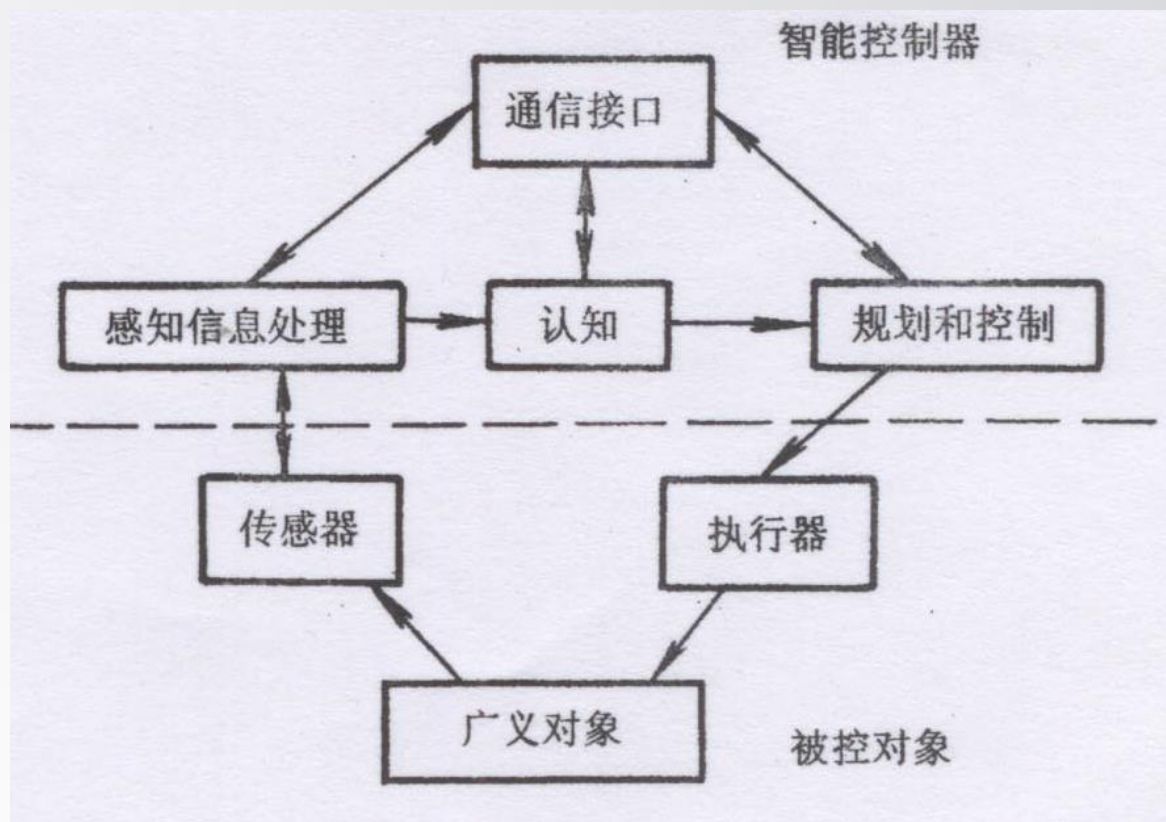 智能控制器
通信接口
感知信息处理
认知
规划和控制
传感器
执行器
广义对象
被控对象